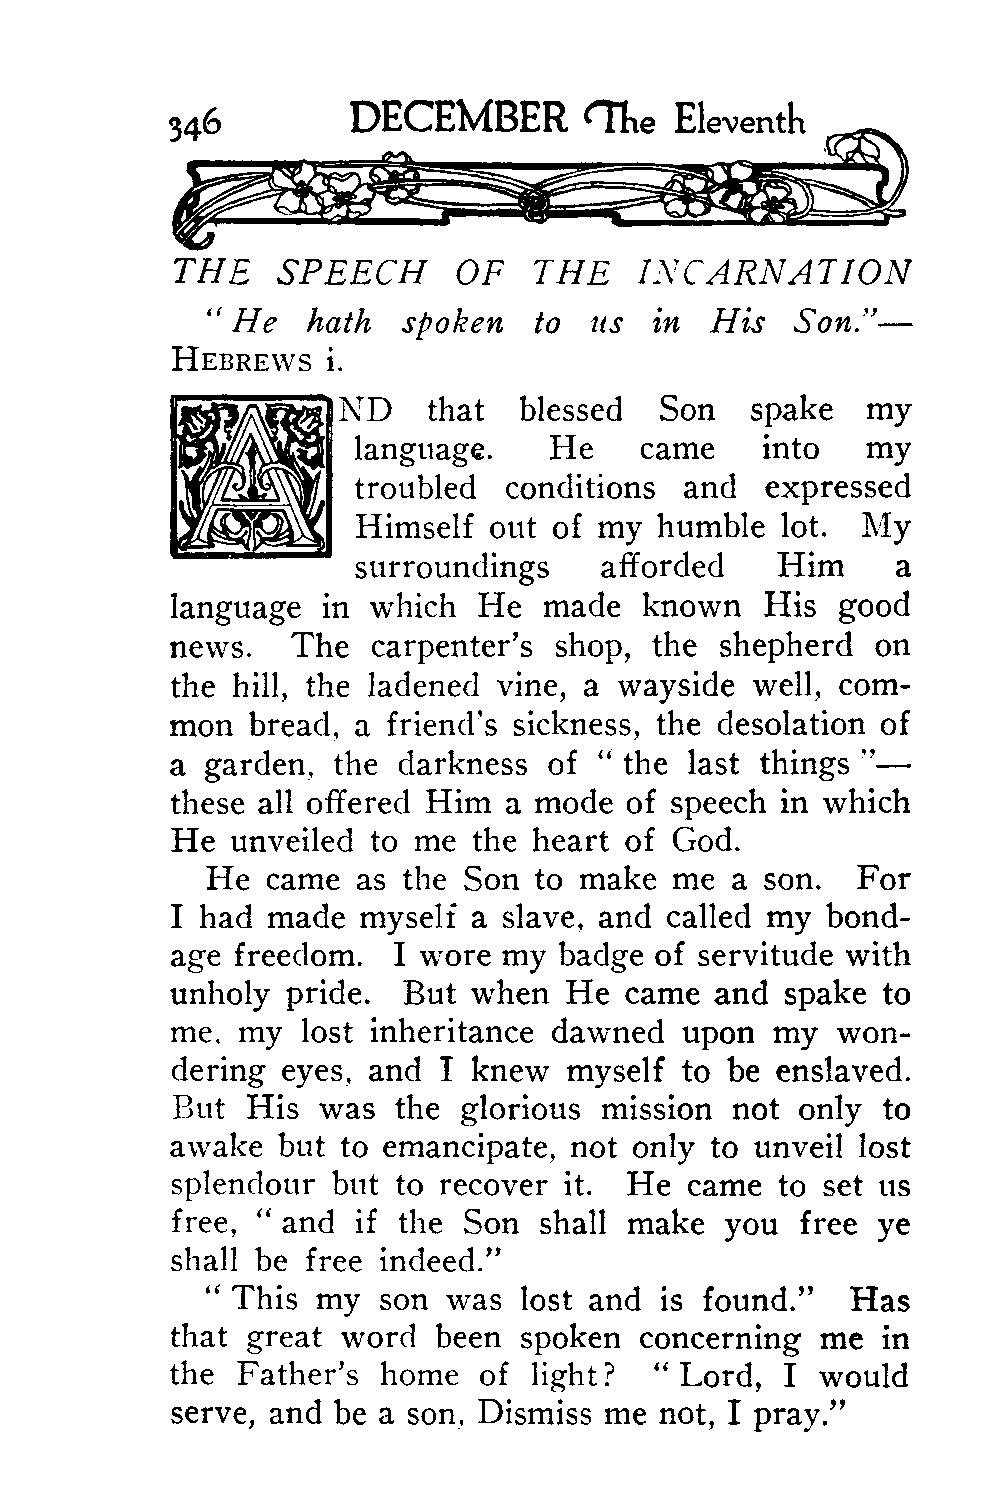 346 DECEMBER The Eleventh
THE SPEECH OF THE INCARNATION
“ He hath spoken to us in His Son.”—
HEBREWS i.
AND that blessed Son spake my
language. He came into my
troubled conditions and expressed
Himself out of my humble lot. My
surroundings afforded Him a
language in which He made known His good
news. The carpenter’s shop, the shepherd on
the hill, the ladened vine, a wayside well, com-
mon bread, a friend’s sickness, the desolation of
a garden, the darkness of “ the last things ”—
these all offered Him a mode of speech in which
He unveiled to me the heart of God.
He came as the Son to make me a son. For
I had made myself a slave, and called my bond-
age freedom. I wore my badge of servitude with
unholy pride. But when He came and spake to
me, my lost inheritance dawned upon my won-
dering eyes, and I knew myself to be enslaved.
But His was the glorious mission not only to
awake but to emancipate, not only to unveil lost
splendour but to recover it. He came to set us
free, “ and if the Son shall make you free ye
shall be free indeed.”
“ This my son was lost and is found.” Has
that great word been spoken concerning me in
the Father’s home of light? “ Lord, I would
serve, and be a son, Dismiss me not, I pray.”